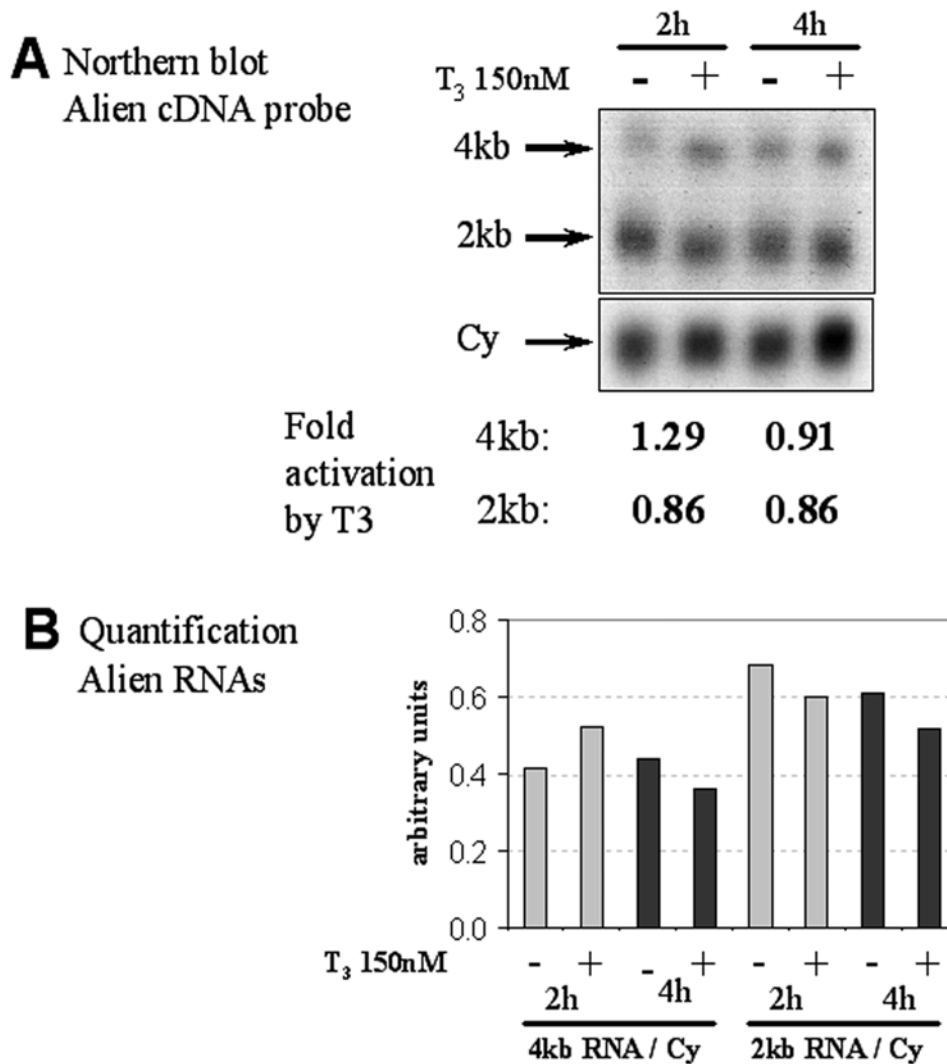 A Northern blot
Alien cDNA probe
2h 4h
T₃ 150nM - + - +
4kb
2kb
Cy
Fold
activation
by T3
4kb: 1.29 0.91
2kb: 0.86 0.86
B Quantification
Alien RNAs
arbitrary units
0.8
0.6
0.4
0.2
0.0
T₃ 150nM - + - + - + - +
2h 4h 2h 4h
4kb RNA / Cy 2kb RNA / Cy